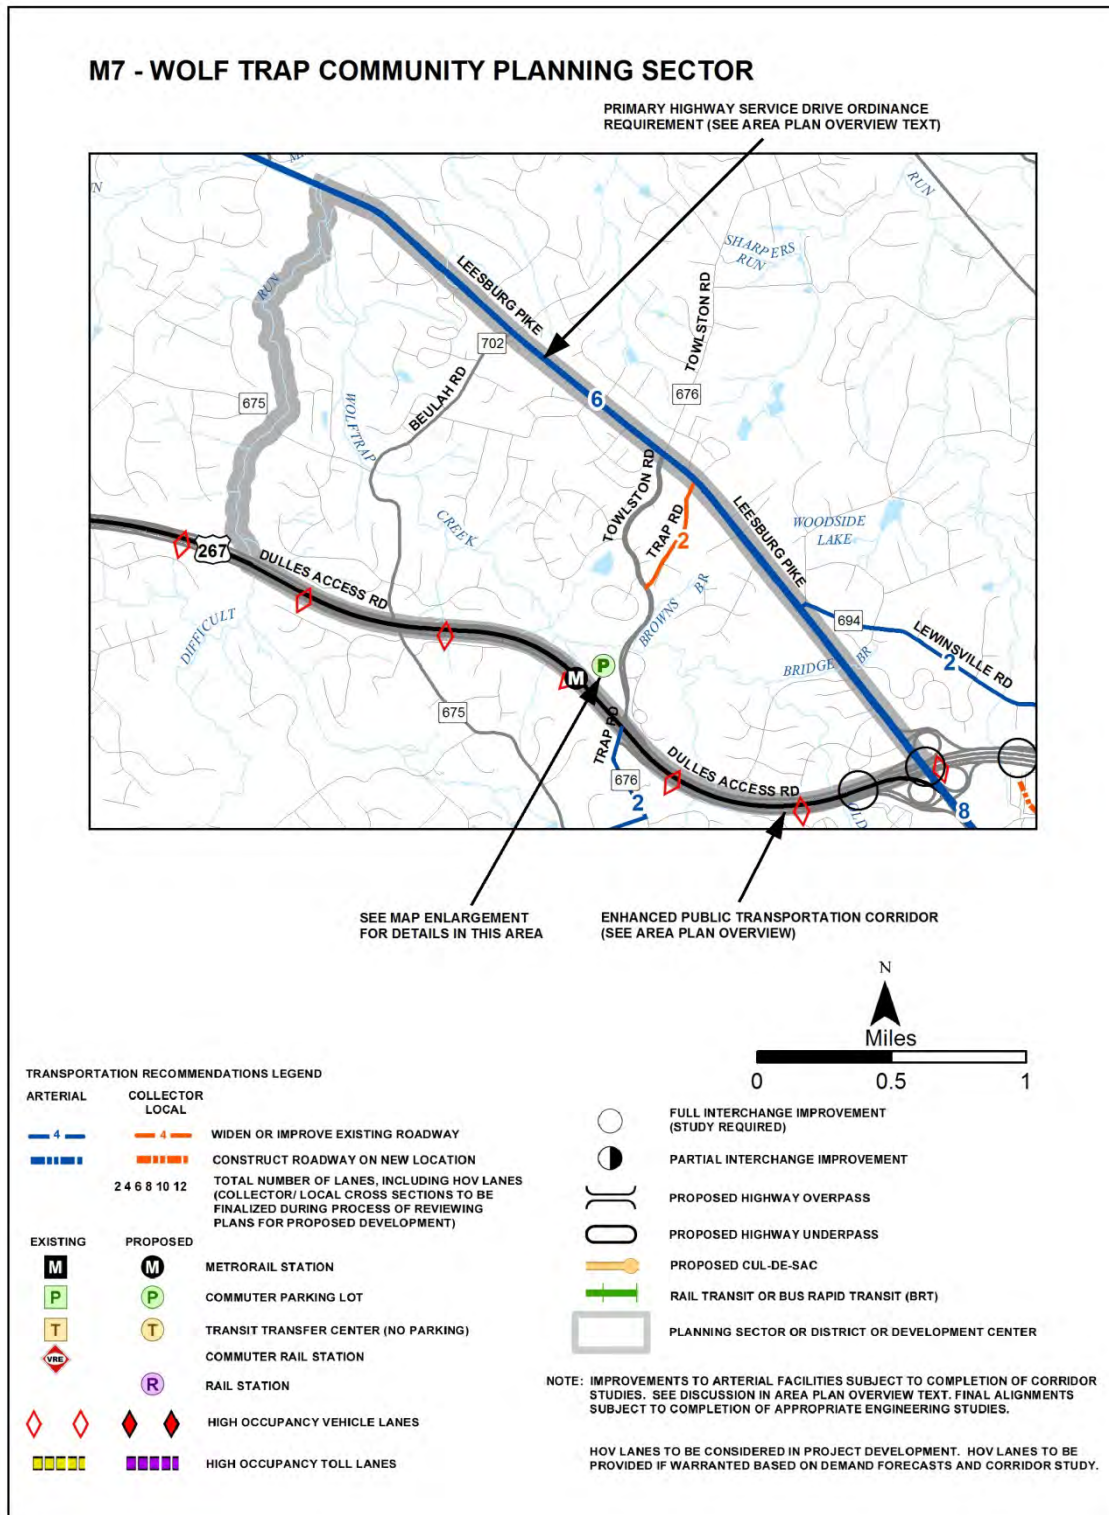 M7 - WOLF TRAP COMMUNITY PLANNING SECTOR
PRIMARY HIGHWAY SERVICE DRIVE ORDINANCE
REQUIREMENT (SEE AREA PLAN OVERVIEW TEXT)
RUN
SHARPERS
RUN
LEESBURG PIKE
TOWLSTON RD
RUN
702
676
6
675
BEULAH RD
WOLFTRAP
CREEK
TOWLSTON RD
TRAP RD
2
LEESBURG PIKE
WOODSIDE
LAKE
267
DULLES ACCESS RD
BROWNS BR
694
LEWINSVILLE RD
2
DIFFICULT
BRIDGE BR
P
M
675
TRAP RD
676
2
DULLES ACCESS RD
OLD
8
SEE MAP ENLARGEMENT
FOR DETAILS IN THIS AREA
ENHANCED PUBLIC TRANSPORTATION CORRIDOR
(SEE AREA PLAN OVERVIEW)
N
Miles
0 0.5 1
TRANSPORTATION RECOMMENDATIONS LEGEND
ARTERIAL COLLECTOR
LOCAL
4 4 WIDEN OR IMPROVE EXISTING ROADWAY
CONSTRUCT ROADWAY ON NEW LOCATION
2 4 6 8 10 12 TOTAL NUMBER OF LANES, INCLUDING HOV LANES
(COLLECTOR/ LOCAL CROSS SECTIONS TO BE
FINALIZED DURING PROCESS OF REVIEWING
PLANS FOR PROPOSED DEVELOPMENT)
EXISTING PROPOSED
M M METRORAIL STATION
P P COMMUTER PARKING LOT
T T TRANSIT TRANSFER CENTER (NO PARKING)
VRE COMMUTER RAIL STATION
R RAIL STATION
HIGH OCCUPANCY VEHICLE LANES
HIGH OCCUPANCY TOLL LANES
FULL INTERCHANGE IMPROVEMENT
(STUDY REQUIRED)
PARTIAL INTERCHANGE IMPROVEMENT
PROPOSED HIGHWAY OVERPASS
PROPOSED HIGHWAY UNDERPASS
PROPOSED CUL-DE-SAC
RAIL TRANSIT OR BUS RAPID TRANSIT (BRT)
PLANNING SECTOR OR DISTRICT OR DEVELOPMENT CENTER
NOTE: IMPROVEMENTS TO ARTERIAL FACILITIES SUBJECT TO COMPLETION OF CORRIDOR
STUDIES. SEE DISCUSSION IN AREA PLAN OVERVIEW TEXT. FINAL ALIGNMENTS
SUBJECT TO COMPLETION OF APPROPRIATE ENGINEERING STUDIES.
HOV LANES TO BE CONSIDERED IN PROJECT DEVELOPMENT. HOV LANES TO BE
PROVIDED IF WARRANTED BASED ON DEMAND FORECASTS AND CORRIDOR STUDY.